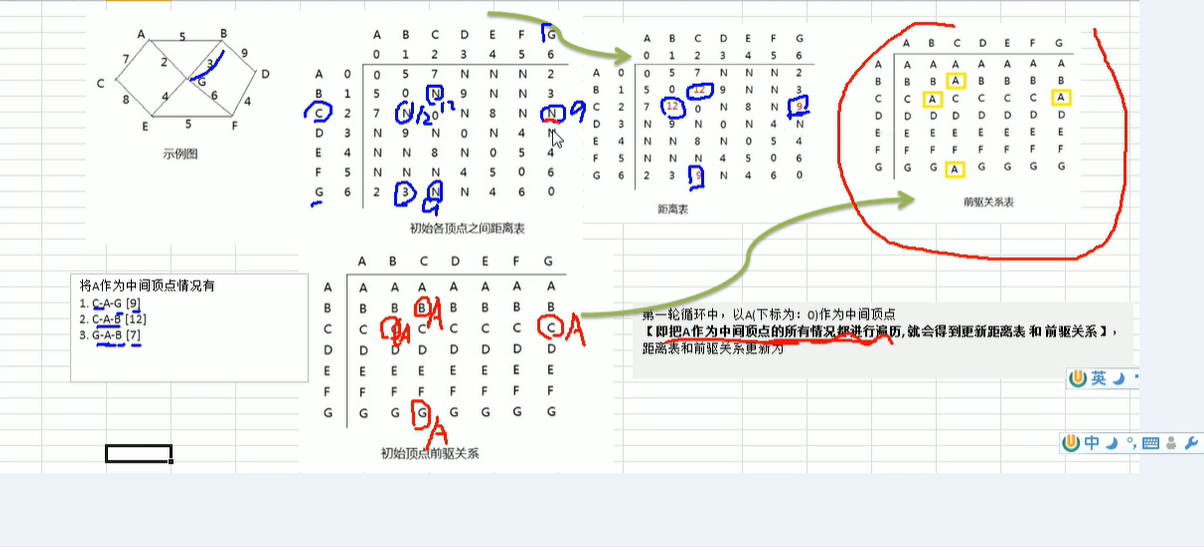 A 5 B
7 2 3 9
C G D
8 4 6 4
E 5 F
示例图
A B C D E F G
0 1 2 3 4 5 6
A 0 0 5 7 N N N 2
B 1 5 0 N 9 N N 3
C 2 7 N 0 N 8 N N
D 3 N 9 N 0 N 4 N
E 4 N N 8 N 0 5 4
F 5 N N N 4 5 0 6
G 6 2 3 N N 4 6 0
12 12 9
9
初始各顶点之间距离表
A B C D E F G
0 1 2 3 4 5 6
A 0 0 5 7 N N N 2
B 1 5 0 12 9 N N 3
C 2 7 12 0 N 8 N 9
D 3 N 9 N 0 N 4 N
E 4 N N 8 N 0 5 4
F 5 N N N 4 5 0 6
G 6 2 3 9 N 4 6 0
距离表
A B C D E F G
A A A A A A A A
B B B A B B B B
C C A C C C C A
D D D D D D D D
E E E E E E E E
F F F F F F F F
G G G A G G G G
前驱关系表
将A作为中间顶点情况有
1. C-A-G [9]
2. C-A-B [12]
3. G-A-B [7]
A B C D E F G
A A A A A A A A
B B B B B B B B
C C C C C C C
D D D D D D D D
E E E E E E E E
F F F F F F F F
G G G G G G G G
A A A
A
初始顶点前驱关系
第一轮循环中，以A(下标为：0)作为中间顶点
【即把A作为中间顶点的所有情况都进行遍历,就会得到更新距离表 和 前驱关系】，
距离表和前驱关系更新为
英
中